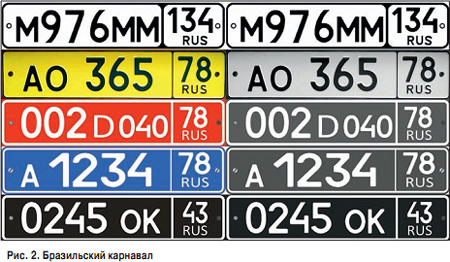 М976ММ 134 RUS М976ММ 134 RUS
АО 365 78 RUS АО 365 78 RUS
002 D 040 78 RUS 002 D 040 78 RUS
А 1234 78 RUS А 1234 78 RUS
0245 ОК 43 RUS 0245 ОК 43 RUS
Рис. 2. Бразильский карнавал